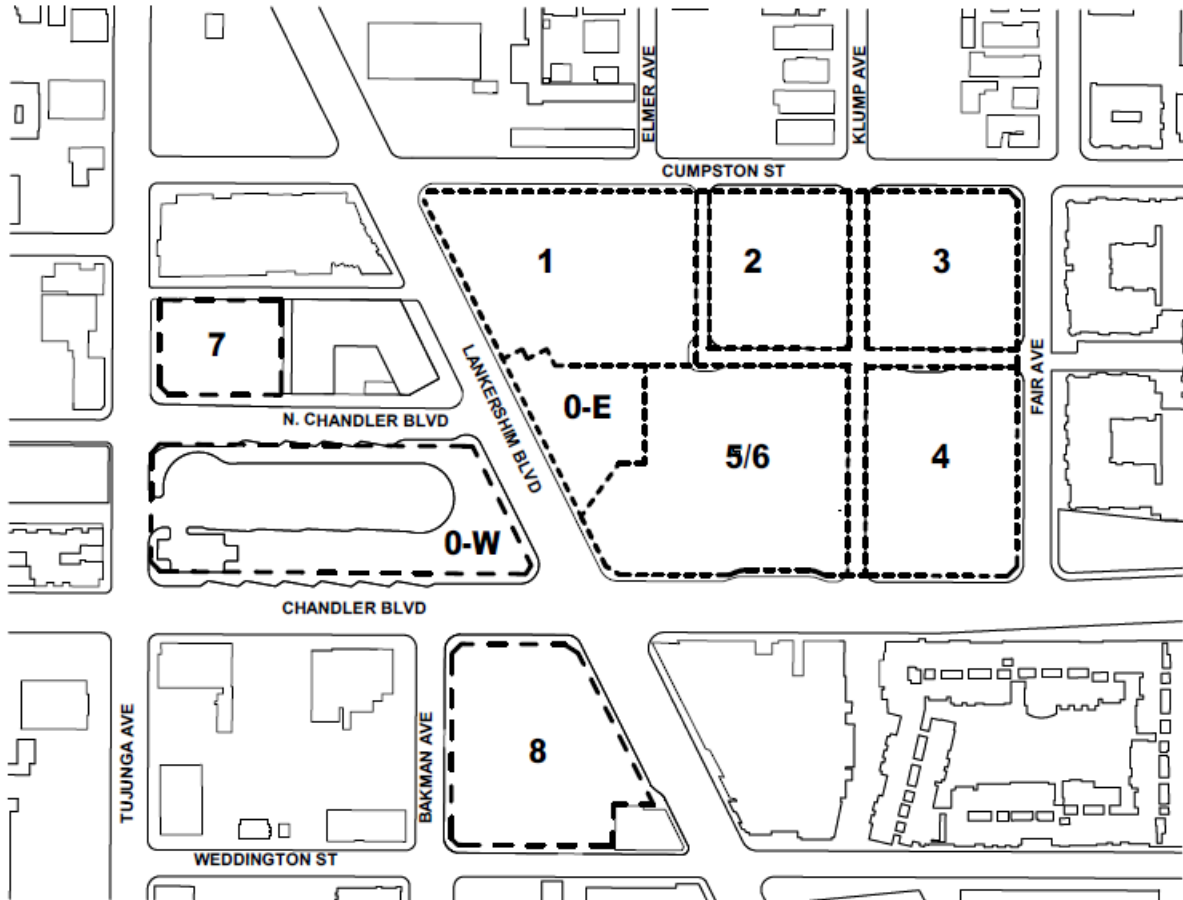 ELMER AVE
KLUMP AVE
CUMPSTON ST
1
2
3
7
LANKERSHIM BLVD
FAIR AVE
N. CHANDLER BLVD
0-E
5/6
4
0-W
CHANDLER BLVD
TUJUNGA AVE
BAKMAN AVE
8
WEDDINGTON ST